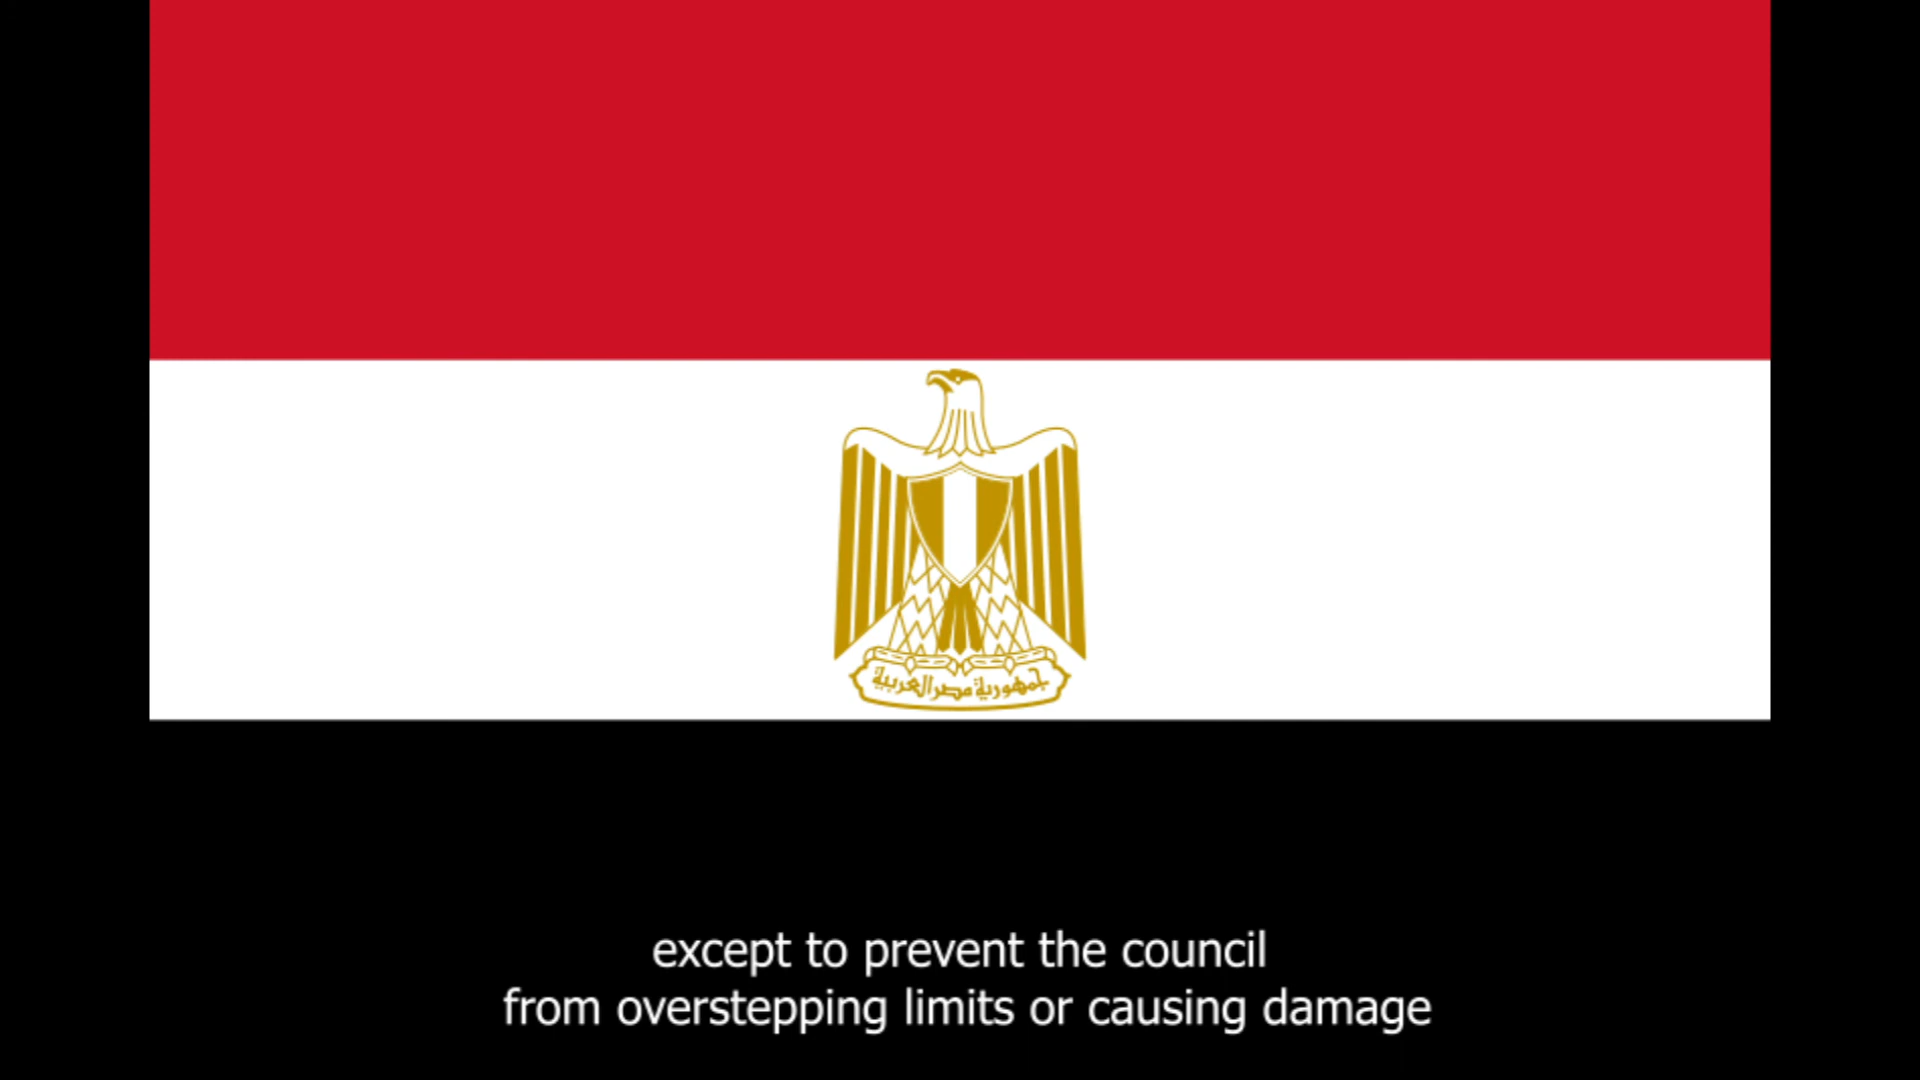 جمهورية مصر العربية
except to prevent the council
from overstepping limits or causing damage